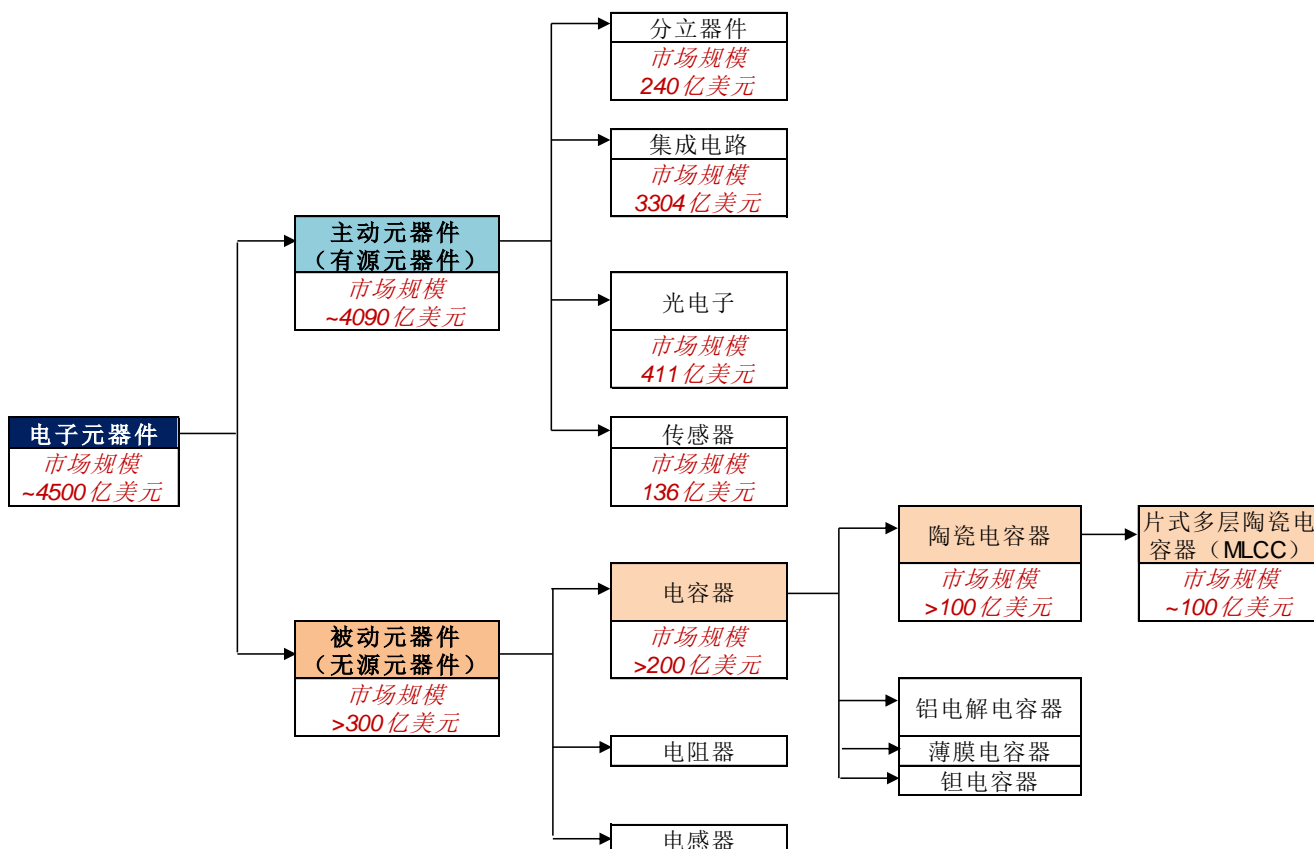 分立器件
市场规模
240亿美元
集成电路
市场规模
3304亿美元
主动元器件
（有源元器件）
市场规模
~4090亿美元
光电子
市场规模
411亿美元
电子元器件
市场规模
~4500亿美元
传感器
市场规模
136亿美元
陶瓷电容器
市场规模
>100亿美元
片式多层陶瓷电
容器（MLCC）
市场规模
~100亿美元
电容器
市场规模
>200亿美元
被动元器件
（无源元器件）
市场规模
>300亿美元
铝电解电容器
薄膜电容器
钽电容器
电阻器
电感器